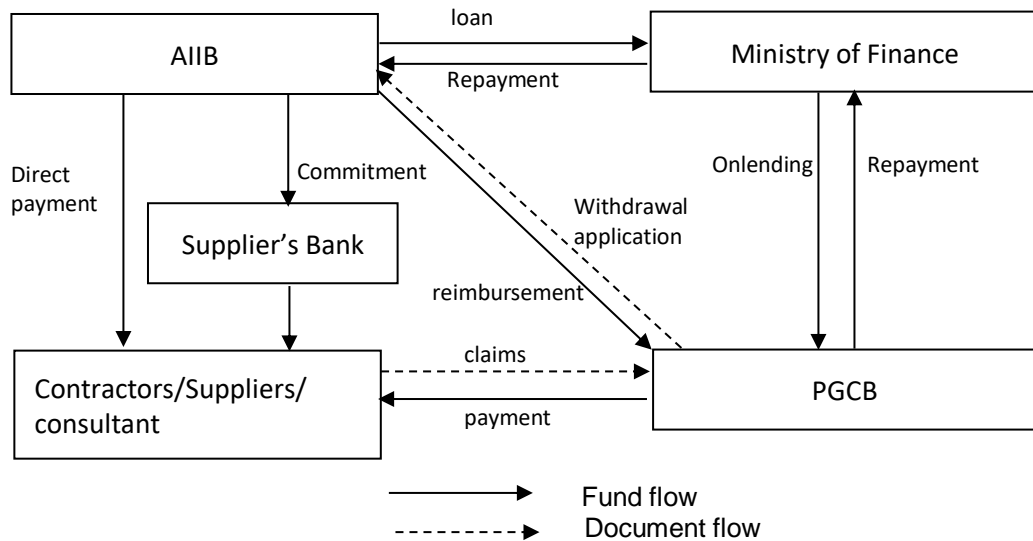 loan
AIIB
Ministry of Finance
Repayment
Direct
payment
Commitment
Onlending
Repayment
Withdrawal
application
Supplier’s Bank
reimbursement
claims
Contractors/Suppliers/
consultant
PGCB
payment
Fund flow
Document flow